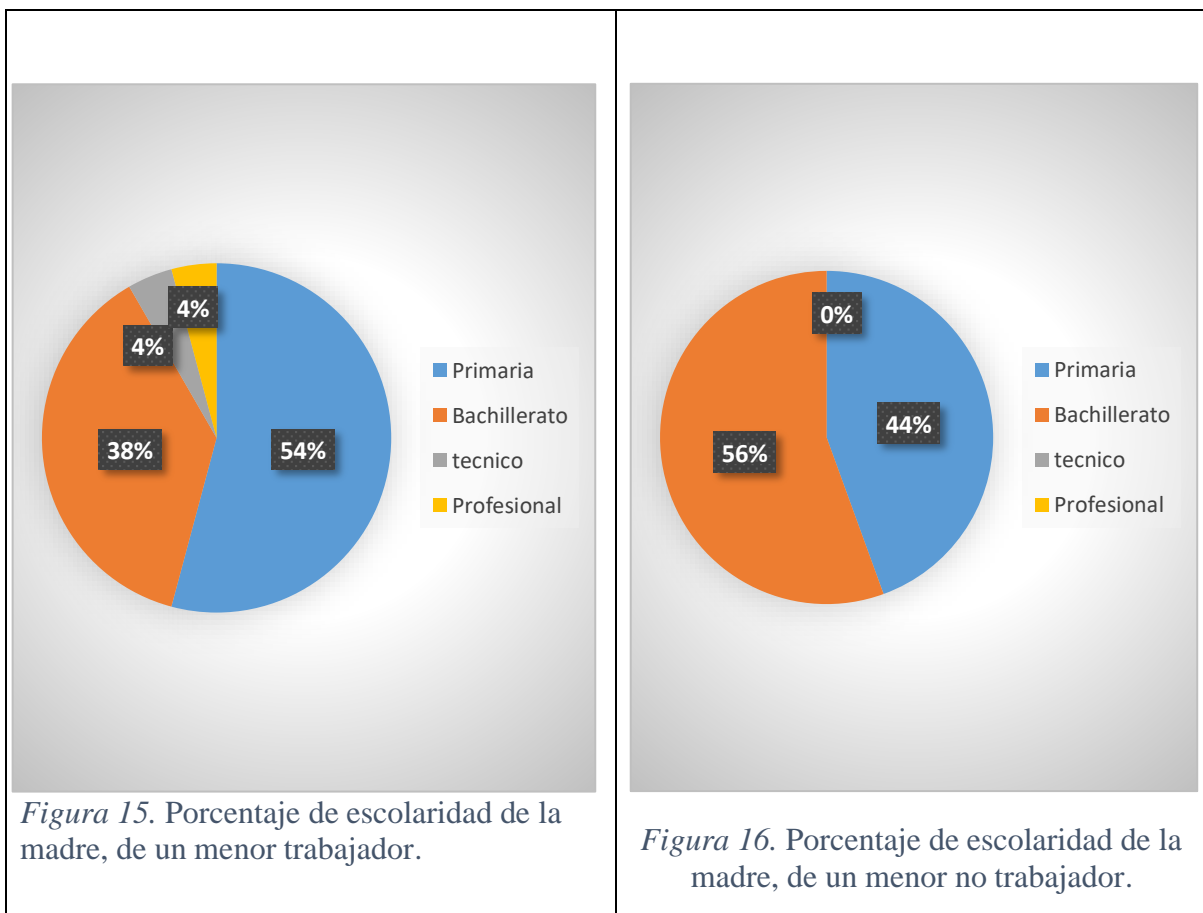 4%
4%
38%
54%
Primaria
Bachillerato
tecnico
Profesional
Figura 15. Porcentaje de escolaridad de la
madre, de un menor trabajador.
0%
44%
56%
Primaria
Bachillerato
tecnico
Profesional
Figura 16. Porcentaje de escolaridad de la
madre, de un menor no trabajador.